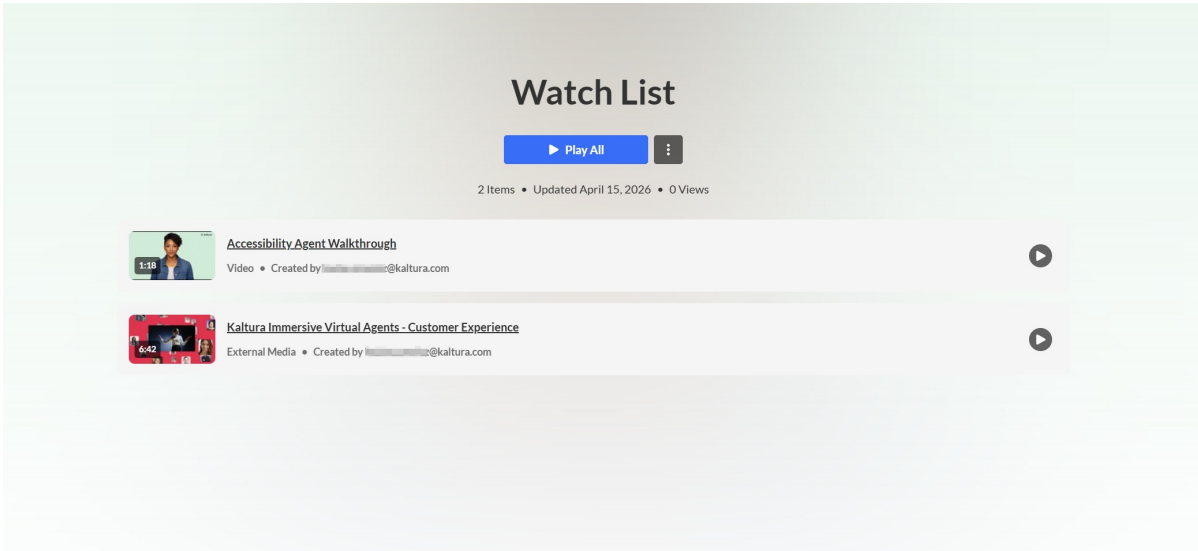 Watch List
Play All
2 Items • Updated April 15, 2026 • 0 Views
Accessibility Agent Walkthrough
1:18
Video • Created by @kaltura.com
Kaltura Immersive Virtual Agents - Customer Experience
6:42
External Media • Created by @kaltura.com